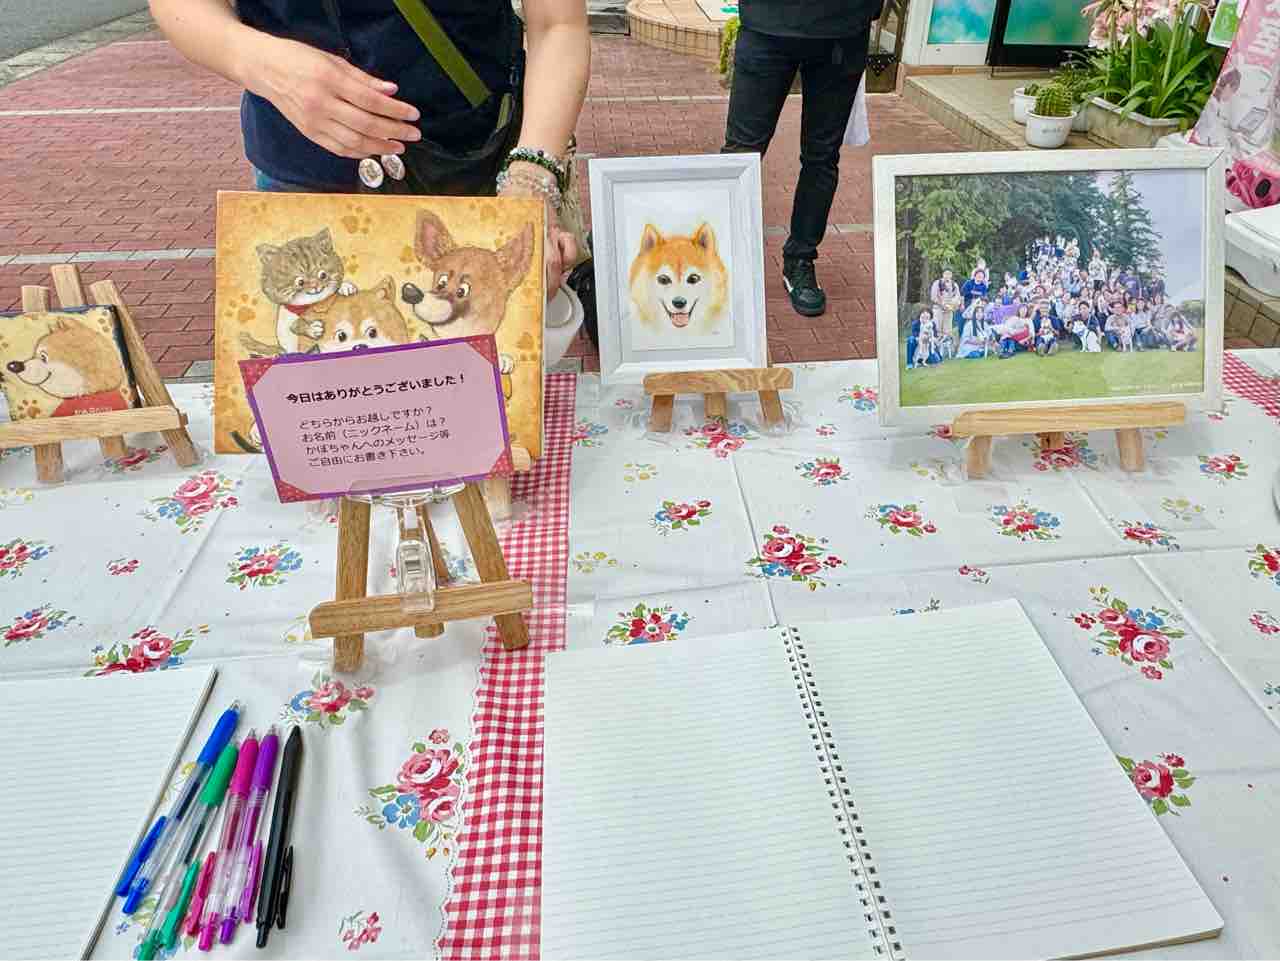 今日はありがとうございました！
どちらからお越しですか？
お名前（ニックネーム）は？
かぼちゃんへのメッセージ等
ご自由にお書き下さい。